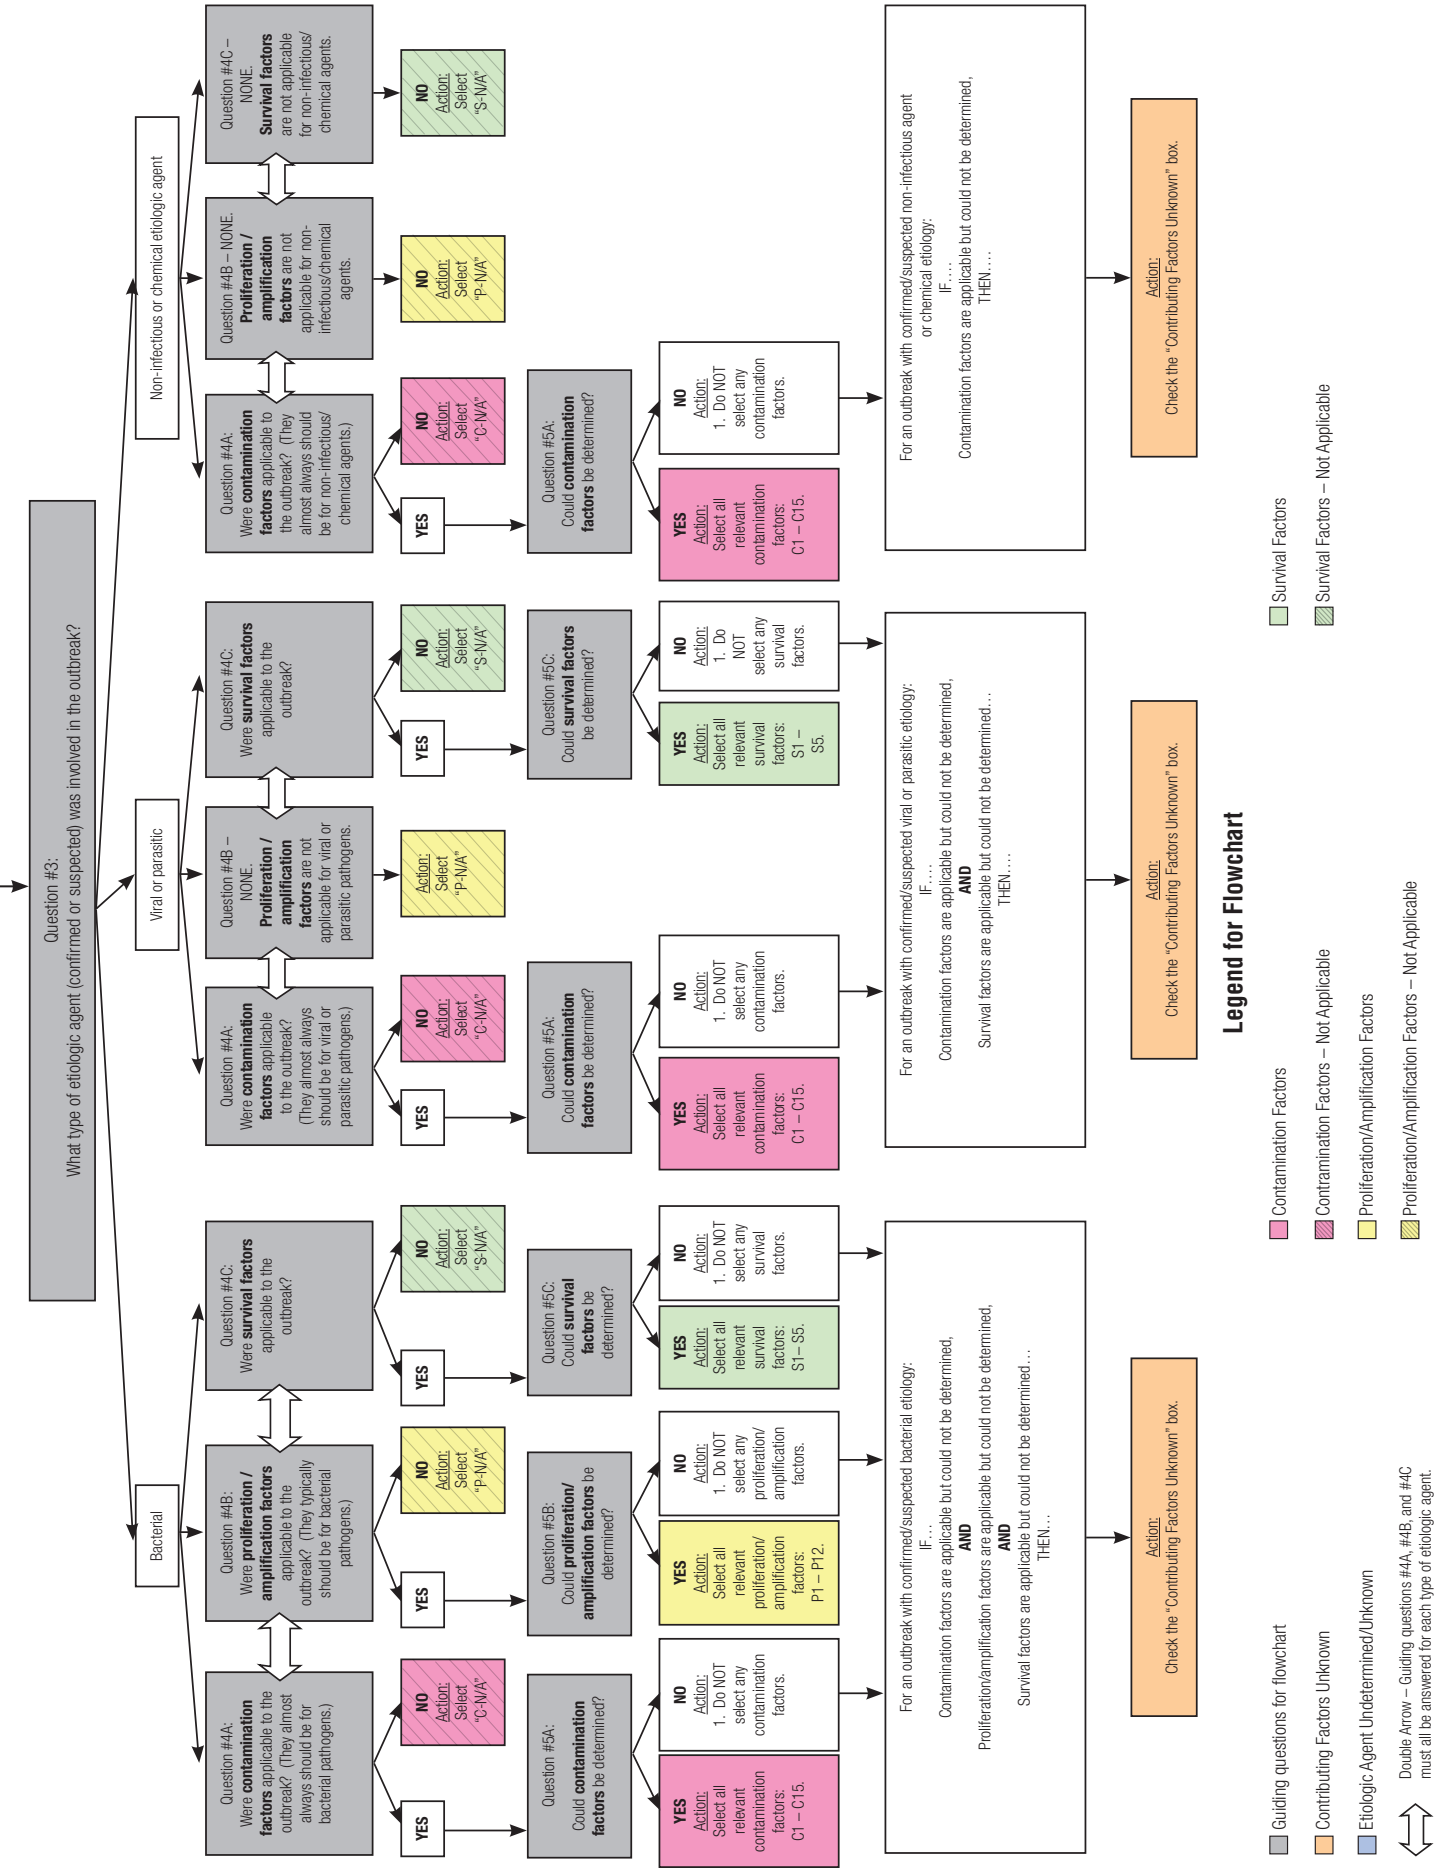 Question #3:
What type of etiologic agent (confirmed or suspected) was involved in the outbreak?
Bacterial
Question #4A:
Were contamination
factors applicable to the
outbreak? (They almost
always should be for
bacterial pathogens.)
YES
NO
Action:
Select
"C-N/A"
Question #4B:
Were proliferation /
amplification factors
applicable to the
outbreak? (They typically
should be for bacterial
pathogens.)
YES
NO
Action:
Select
"P-N/A"
Question #4C:
Were survival factors
applicable to the
outbreak?
YES
NO
Action:
Select
"S-N/A"
Question #5A:
Could contamination
factors be determined?
YES
Action:
Select all
relevant
contamination
factors:
C1 – C15.
NO
Action:
1. Do NOT
select any
contamination
factors.
Question #5B:
Could proliferation/
amplification factors be
determined?
YES
Action:
Select all
relevant
proliferation/
amplification
factors:
P1 – P12.
NO
Action:
1. Do NOT
select any
proliferation/
amplification
factors.
Question #5C:
Could survival
factors be
determined?
YES
Action:
Select all
relevant
survival
factors:
S1– S5.
NO
Action:
1. Do NOT
select any
survival
factors.
For an outbreak with confirmed/suspected bacterial etiology:
IF…
Contamination factors are applicable but could not be determined,
AND
Proliferation/amplification factors are applicable but could not be determined,
AND
Survival factors are applicable but could not be determined…
THEN…
Action:
Check the "Contributing Factors Unknown" box.
Viral or parasitic
Question #4A:
Were contamination
factors applicable
to the outbreak?
(They almost always
should be for viral or
parasitic pathogens.)
YES
NO
Action:
Select
"C-N/A"
Question #4B –
NONE.
Proliferation /
amplification
factors are not
applicable for viral or
parasitic pathogens.
Action:
Select
"P-N/A"
Question #4C:
Were survival factors
applicable to the
outbreak?
YES
NO
Action:
Select
"S-N/A"
Question #5A:
Could contamination
factors be determined?
YES
Action:
Select all
relevant
contamination
factors:
C1 – C15.
NO
Action:
1. Do NOT
select any
contamination
factors.
Question #5C:
Could survival factors
be determined?
YES
Action:
Select all
relevant
survival
factors:
S1 –
S5.
NO
Action:
1. Do
NOT
select any
survival
factors.
For an outbreak with confirmed/suspected viral or parasitic etiology:
IF….
Contamination factors are applicable but could not be determined,
AND
Survival factors are applicable but could not be determined…
THEN….
Action:
Check the "Contributing Factors Unknown" box.
Non-infectious or chemical etiologic agent
Question #4A:
Were contamination
factors applicable to
the outbreak? (They
almost always should
be for non-infectious/
chemical agents.)
YES
NO
Action:
Select
"C-N/A"
Question #4B – NONE.
Proliferation /
amplification
factors are not
applicable for non-
infectious/chemical
agents.
NO
Action:
Select
"P-N/A"
Question #4C –
NONE.
Survival factors
are not applicable
for non-infectious/
chemical agents.
NO
Action:
Select
"S-N/A"
Question #5A:
Could contamination
factors be determined?
YES
Action:
Select all
relevant
contamination
factors:
C1 – C15.
NO
Action:
1. Do NOT
select any
contamination
factors.
For an outbreak with confirmed/suspected non-infectious agent
or chemical etiology:
IF….
Contamination factors are applicable but could not be determined,
THEN….
Action:
Check the "Contributing Factors Unknown" box.
Legend for Flowchart
Guiding questions for flowchart
Contributing Factors Unknown
Etiologic Agent Undetermined/Unknown
Double Arrow – Guiding questions #4A, #4B, and #4C
must all be answered for each type of etiologic agent.
Contamination Factors
Contramination Factors – Not Applicable
Proliferation/Amplification Factors
Proliferation/Amplification Factors – Not Applicable
Survival Factors
Survival Factors – Not Applicable